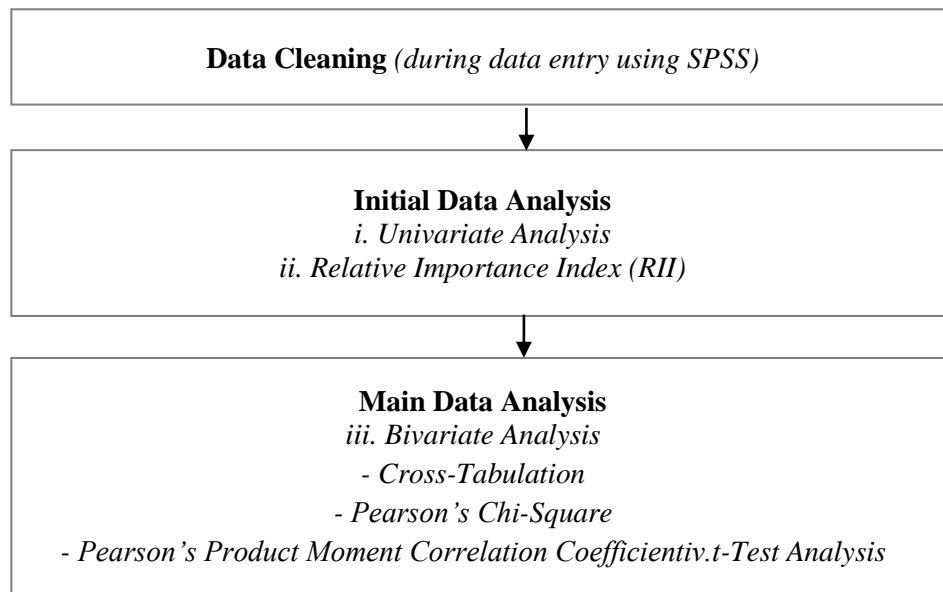 Data Cleaning (during data entry using SPSS)
Initial Data Analysis
i. Univariate Analysis
ii. Relative Importance Index (RII)
Main Data Analysis
iii. Bivariate Analysis
- Cross-Tabulation
- Pearson’s Chi-Square
- Pearson’s Product Moment Correlation Coefficientiv.t-Test Analysis